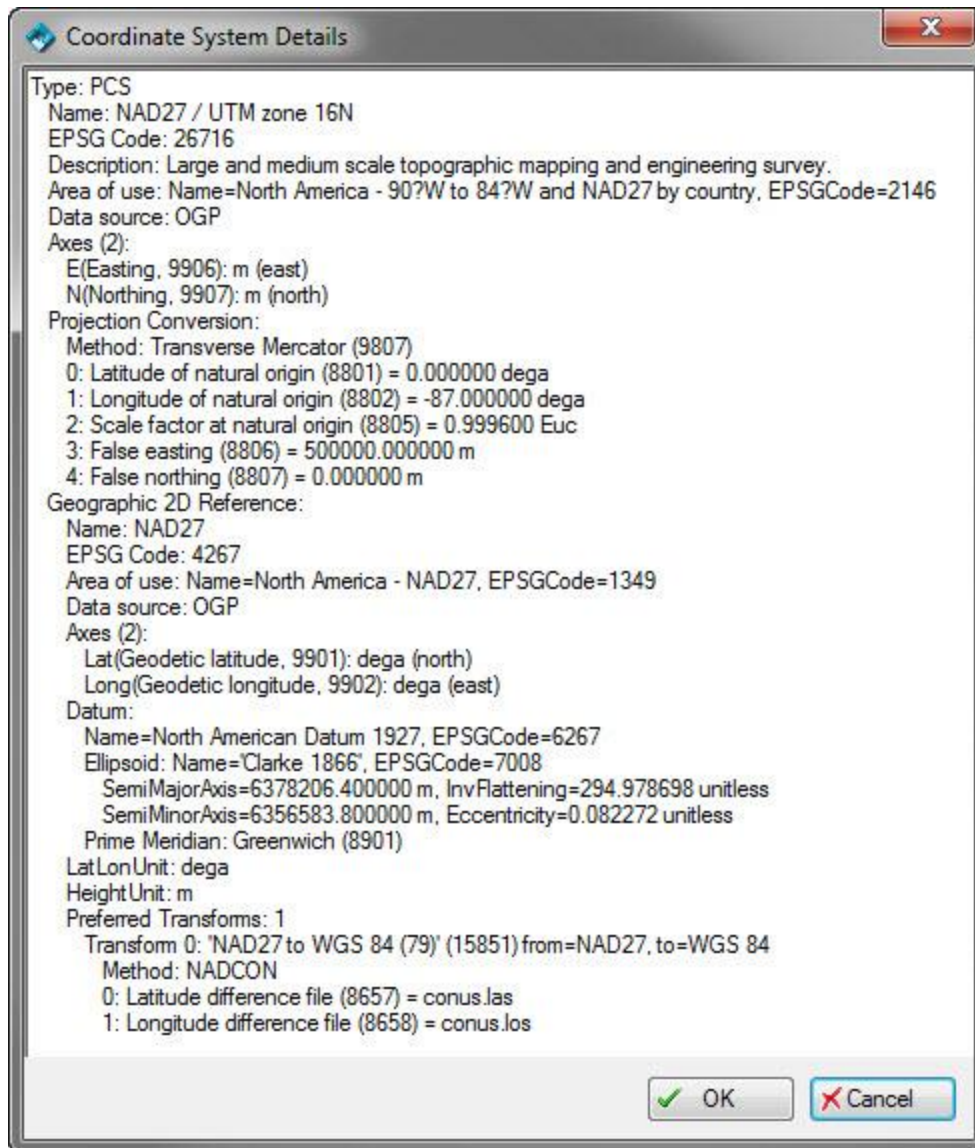 Coordinate System Details
Type: PCS
Name: NAD27 / UTM zone 16N
EPSG Code: 26716
Description: Large and medium scale topographic mapping and engineering survey.
Area of use: Name=North America - 90?W to 84?W and NAD27 by country, EPSGCode=2146
Data source: OGP
Axes (2):
E(Easting, 9906): m (east)
N(Northing, 9907): m (north)
Projection Conversion:
Method: Transverse Mercator (9807)
0: Latitude of natural origin (8801) = 0.000000 dega
1: Longitude of natural origin (8802) = -87.000000 dega
2: Scale factor at natural origin (8805) = 0.999600 Euc
3: False easting (8806) = 500000.000000 m
4: False northing (8807) = 0.000000 m
Geographic 2D Reference:
Name: NAD27
EPSG Code: 4267
Area of use: Name=North America - NAD27, EPSGCode=1349
Data source: OGP
Axes (2):
Lat(Geodetic latitude, 9901): dega (north)
Long(Geodetic longitude, 9902): dega (east)
Datum:
Name=North American Datum 1927, EPSGCode=6267
Ellipsoid: Name='Clarke 1866', EPSGCode=7008
SemiMajorAxis=6378206.400000 m, InvFlattening=294.978698 unitless
SemiMinorAxis=6356583.800000 m, Eccentricity=0.082272 unitless
Prime Meridian: Greenwich (8901)
LatLonUnit: dega
HeightUnit: m
Preferred Transforms: 1
Transform 0: 'NAD27 to WGS 84 (79)' (15851) from=NAD27, to=WGS 84
Method: NADCON
0: Latitude difference file (8657) = conus.las
1: Longitude difference file (8658) = conus.los
OK Cancel